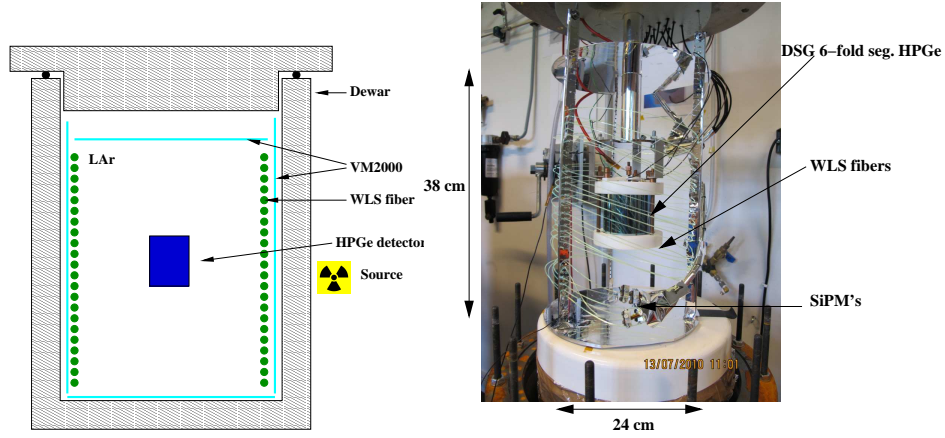 Dewar
LAr
VM2000
WLS fiber
HPGe detector
Source
DSG 6-fold seg. HPGe
WLS fibers
38 cm
SiPM's
13/07/2010 11:01
24 cm